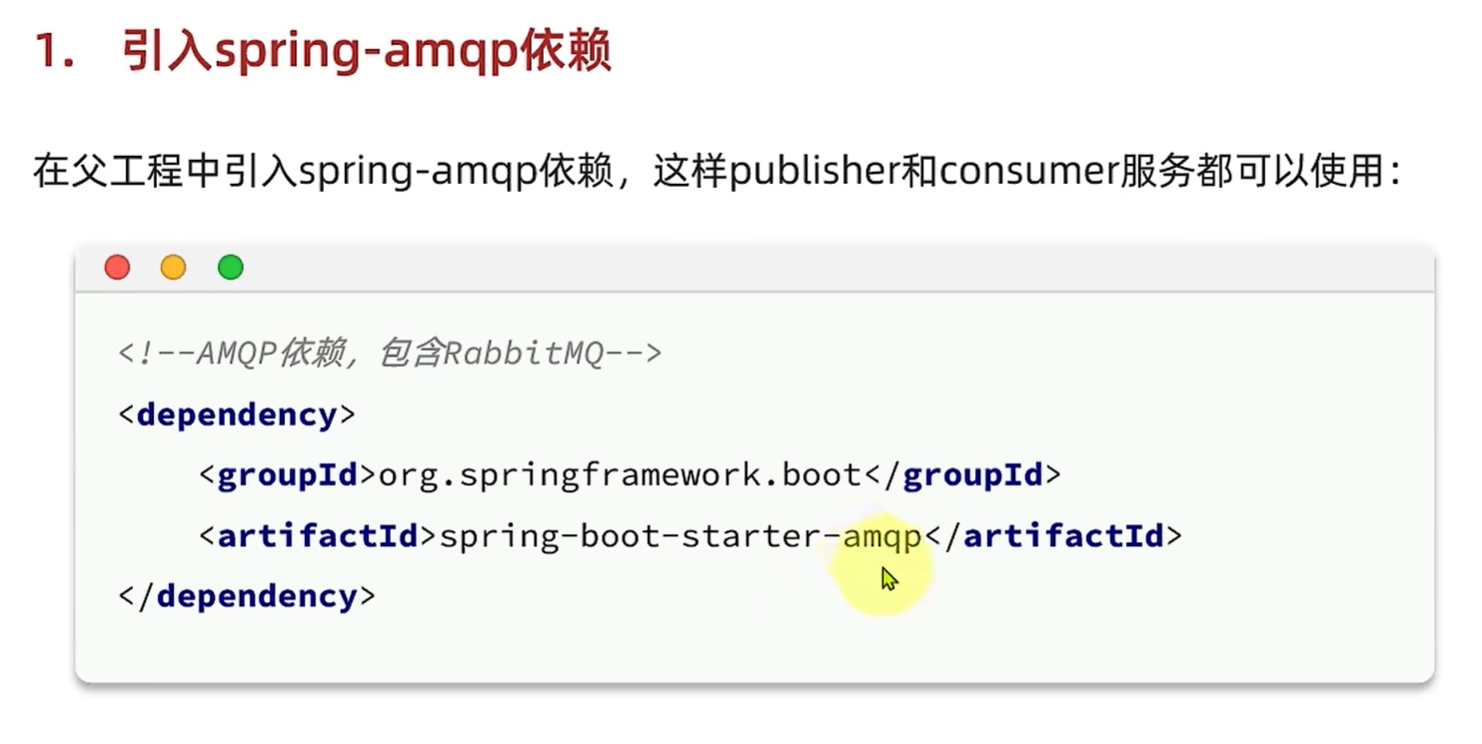 1. 引入spring-amqp依赖
在父工程中引入spring-amqp依赖，这样publisher和consumer服务都可以使用：
<!--AMQP依赖，包含RabbitMQ-->
<dependency>
    <groupId>org.springframework.boot</groupId>
    <artifactId>spring-boot-starter-amqp</artifactId>
</dependency>